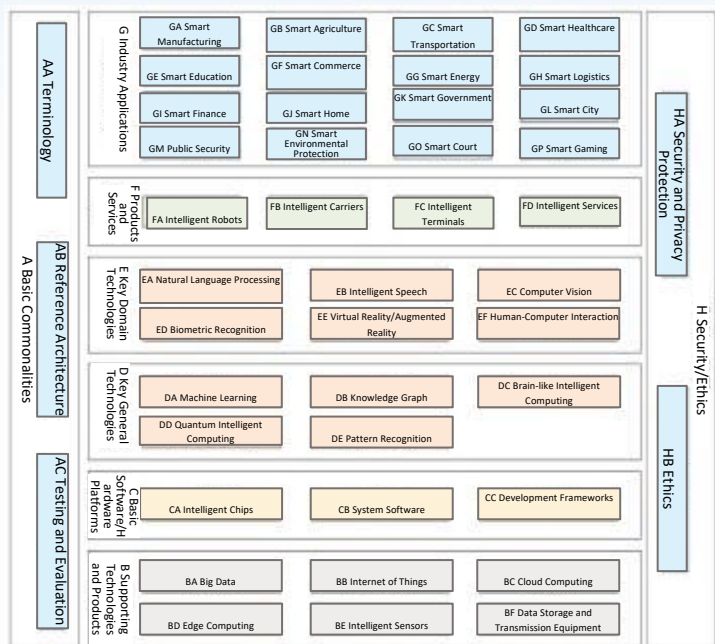 A Basic Commonalities
AA Terminology
AB Reference Architecture
AC Testing and Evaluation
G Industry Applications
GA Smart
Manufacturing
GB Smart Agriculture
GC Smart
Transportation
GD Smart Healthcare
GE Smart Education
GF Smart Commerce
GG Smart Energy
GH Smart Logistics
GI Smart Finance
GJ Smart Home
GK Smart Government
GL Smart City
GM Public Security
GN Smart
Environmental
Protection
GO Smart Court
GP Smart Gaming
F Products
and
Services
FA Intelligent Robots
FB Intelligent Carriers
FC Intelligent
Terminals
FD Intelligent Services
E Key Domain
Technologies
EA Natural Language Processing
EB Intelligent Speech
EC Computer Vision
ED Biometric Recognition
EE Virtual Reality/Augmented
Reality
EF Human-Computer Interaction
D Key General
Technologies
DA Machine Learning
DB Knowledge Graph
DC Brain-like Intelligent
Computing
DD Quantum Intelligent
Computing
DE Pattern Recognition
C Basic
Software/H
ardware
Platforms
CA Intelligent Chips
CB System Software
CC Development Frameworks
B Supporting
Technologies
and Products
BA Big Data
BB Internet of Things
BC Cloud Computing
BD Edge Computing
BE Intelligent Sensors
BF Data Storage and
Transmission Equipment
H Security/Ethics
HA Security and Privacy
Protection
HB Ethics